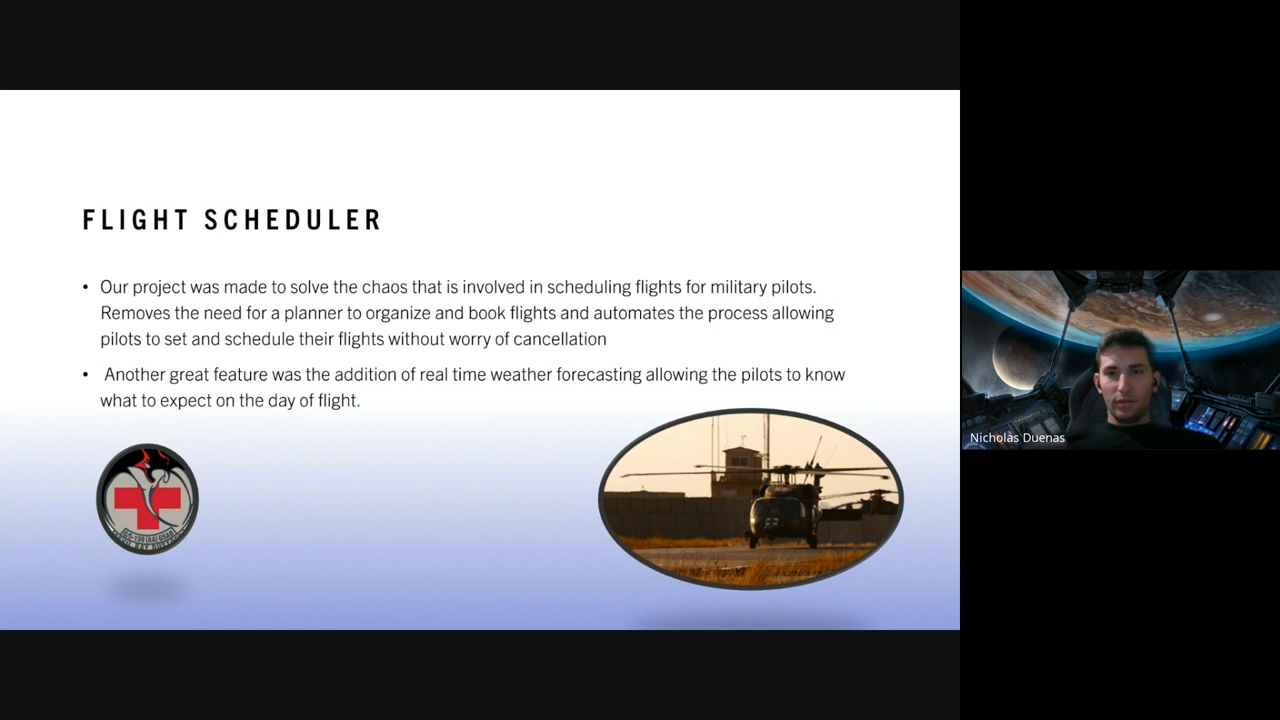 FLIGHT SCHEDULER
• Our project was made to solve the chaos that is involved in scheduling flights for military pilots.
Removes the need for a planner to organize and book flights and automates the process allowing
pilots to set and schedule their flights without worry of cancellation
• Another great feature was the addition of real time weather forecasting allowing the pilots to know
what to expect on the day of flight.
Nicholas Duenas